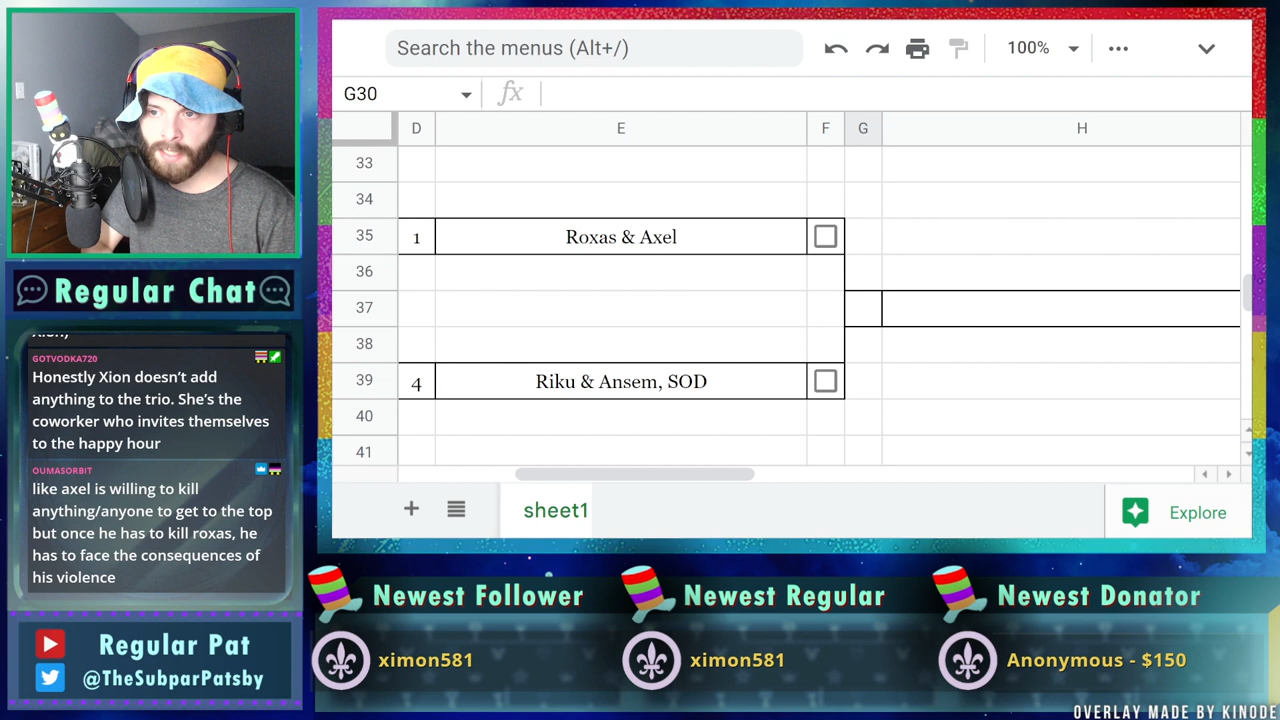 Search the menus (Alt+/)
100%
G30
fx
D E F G H
33
34
35 1 Roxas & Axel
36
37
38
39 4 Riku & Ansem, SOD
40
41
sheet1
Explore
Regular Chat
Xion)
GOTVODKA720
Honestly Xion doesn't add
anything to the trio. She's the
coworker who invites themselves
to the happy hour
OUMASORBIT
like axel is willing to kill
anything/anyone to get to the top
but once he has to kill roxas, he
has to face the consequences of
his violence
Regular Pat
@TheSubparPatsby
Newest Follower
ximon581
Newest Regular
ximon581
Newest Donator
Anonymous - $150
OVERLAY MADE BY KINODE